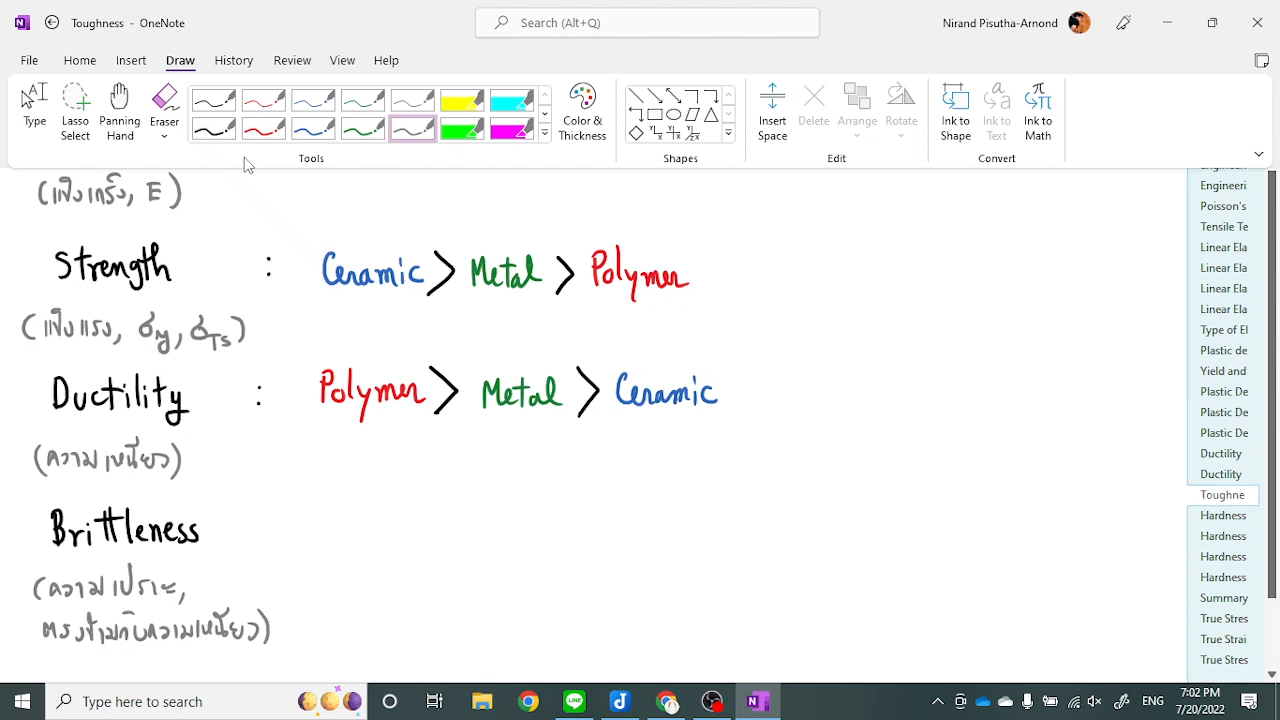 Toughness - OneNote
Search (Alt+Q)
Nirand Pisutha-Arnond
File Home Insert Draw History Review View Help
Type
Lasso Select
Panning Hand
Eraser
Color & Thickness
Insert Space
Delete
Arrange
Rotate
Ink to Shape
Ink to Text
Ink to Math
Tools
Shapes
Edit
Convert
(แข็งเกร็ง, E)
Strength : Ceramic > Metal > Polymer
(แข็งแรง, σy, σTS)
Ductility : Polymer > Metal > Ceramic
(ความเหนียว)
Brittleness
(ความเปราะ,
ตรงข้ามกับความเหนียว)
Engineeri
Poisson's
Tensile Te
Linear Ela
Linear Ela
Linear Ela
Linear Ela
Type of El
Plastic de
Yield and
Plastic De
Plastic De
Plastic De
Ductility
Ductility
Toughne
Hardness
Hardness
Hardness
Hardness
Summary
True Stres
True Strai
True Stres
Type here to search
ENG
7:02 PM
7/20/2022